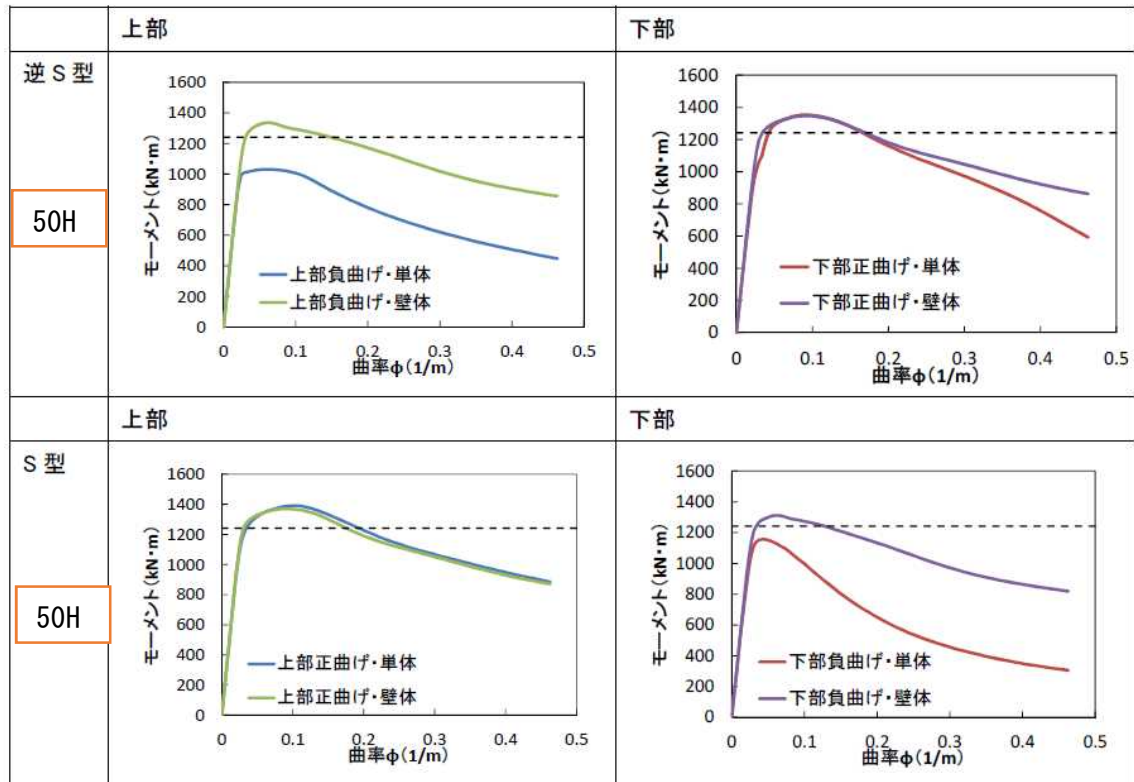 上部
下部
逆S型
50H
モーメント(kN・m)
1600
1400
1200
1000
800
600
400
200
0
上部負曲げ・単体
上部負曲げ・壁体
0
0.1
0.2
0.3
0.4
0.5
曲率φ(1/m)
モーメント(kN・m)
1600
1400
1200
1000
800
600
400
200
0
下部正曲げ・単体
下部正曲げ・壁体
0
0.1
0.2
0.3
0.4
0.5
曲率φ(1/m)
上部
下部
S型
50H
モーメント(kN・m)
1600
1400
1200
1000
800
600
400
200
0
上部正曲げ・単体
上部正曲げ・壁体
0
0.1
0.2
0.3
0.4
0.5
曲率φ(1/m)
モーメント(kN・m)
1600
1400
1200
1000
800
600
400
200
0
下部負曲げ・単体
下部負曲げ・壁体
0
0.1
0.2
0.3
0.4
0.5
曲率φ(1/m)